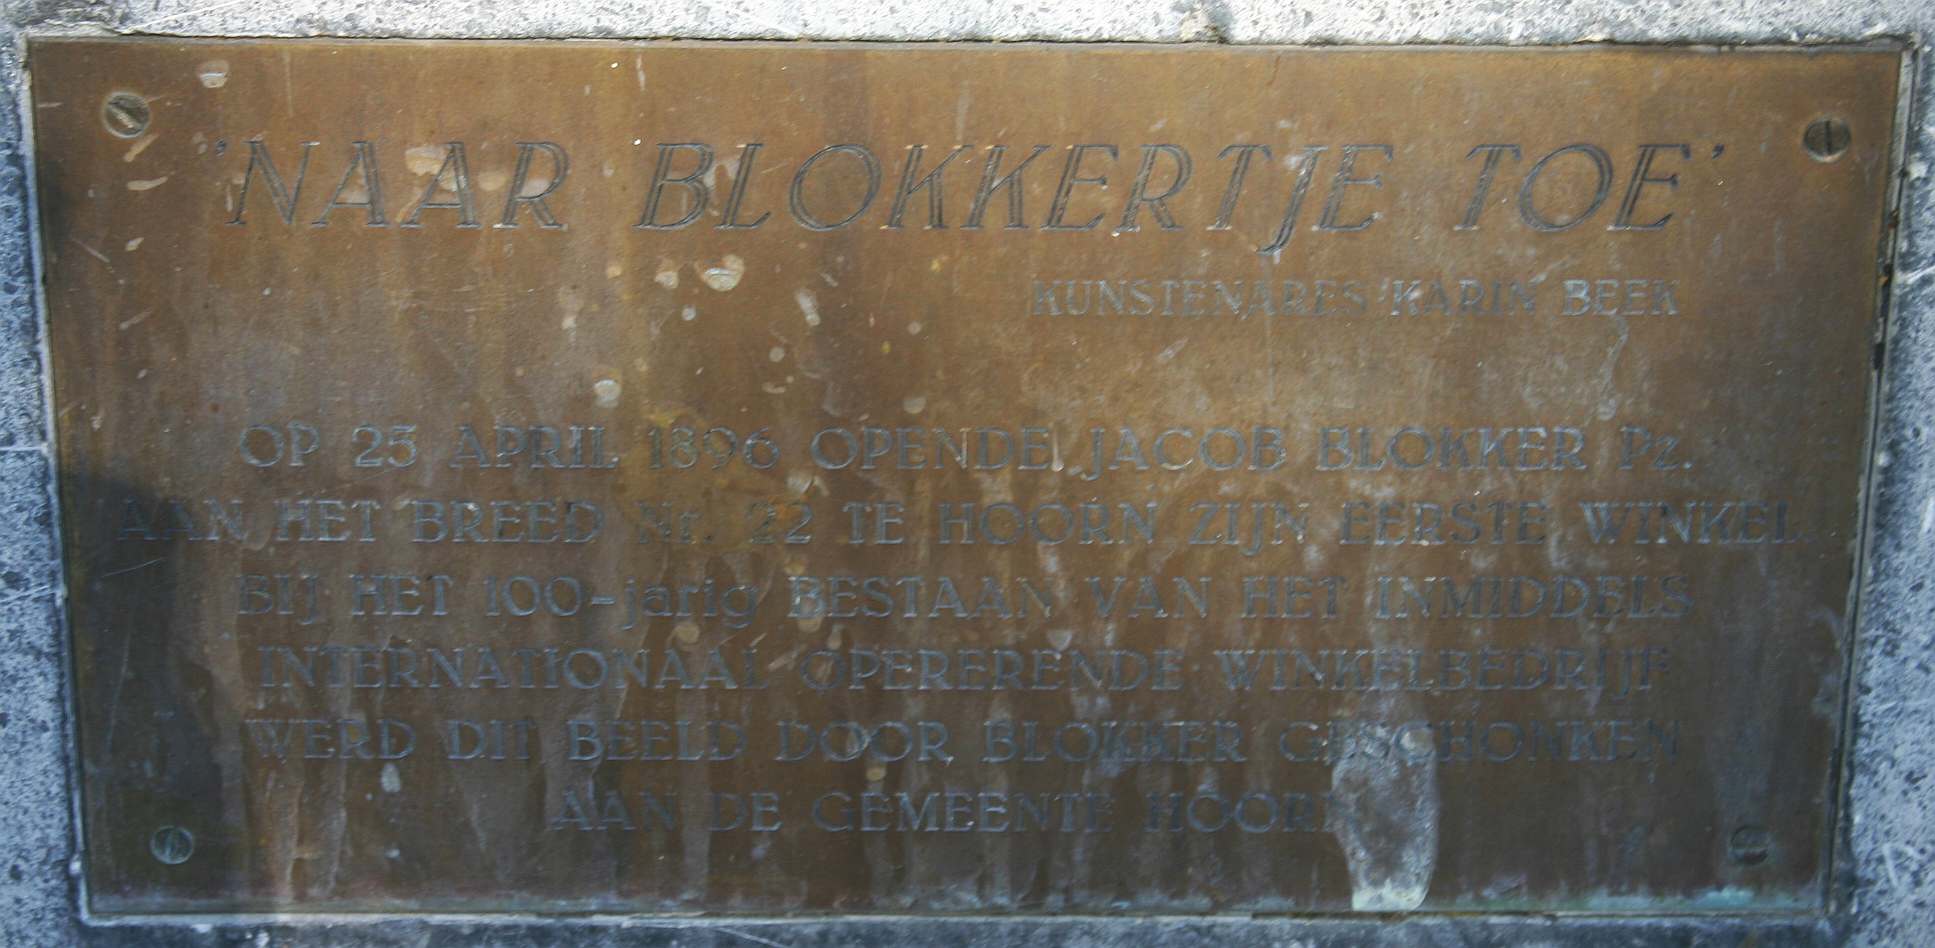 'NAAR BLOKKERTJE TOE'
KUNSTENARES KARIN BEEK
OP 25 APRIL 1896 OPENDE JACOB BLOKKER Pz.
AAN HET BREED Nr. 22 TE HOORN ZIJN EERSTE WINKEL
BIJ HET 100-jarig BESTAAN VAN HET INMIDDELS
INTERNATIONAAL OPERERENDE WINKELBEDRIJF
WERD DIT BEELD DOOR BLOKKER GESCHONKEN
AAN DE GEMEENTE HOORN